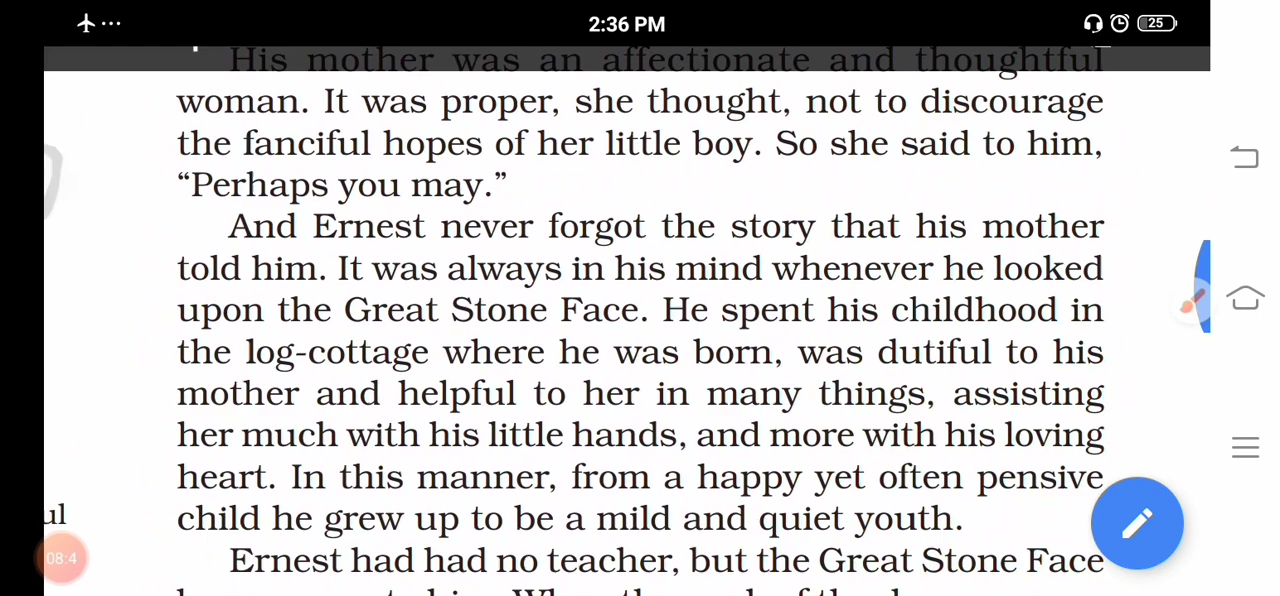 2:36 PM
25
His mother was an affectionate and thoughtful
woman. It was proper, she thought, not to discourage
the fanciful hopes of her little boy. So she said to him,
“Perhaps you may.”
And Ernest never forgot the story that his mother
told him. It was always in his mind whenever he looked
upon the Great Stone Face. He spent his childhood in
the log-cottage where he was born, was dutiful to his
mother and helpful to her in many things, assisting
her much with his little hands, and more with his loving
heart. In this manner, from a happy yet often pensive
child he grew up to be a mild and quiet youth.
ul
08:4
Ernest had had no teacher, but the Great Stone Face